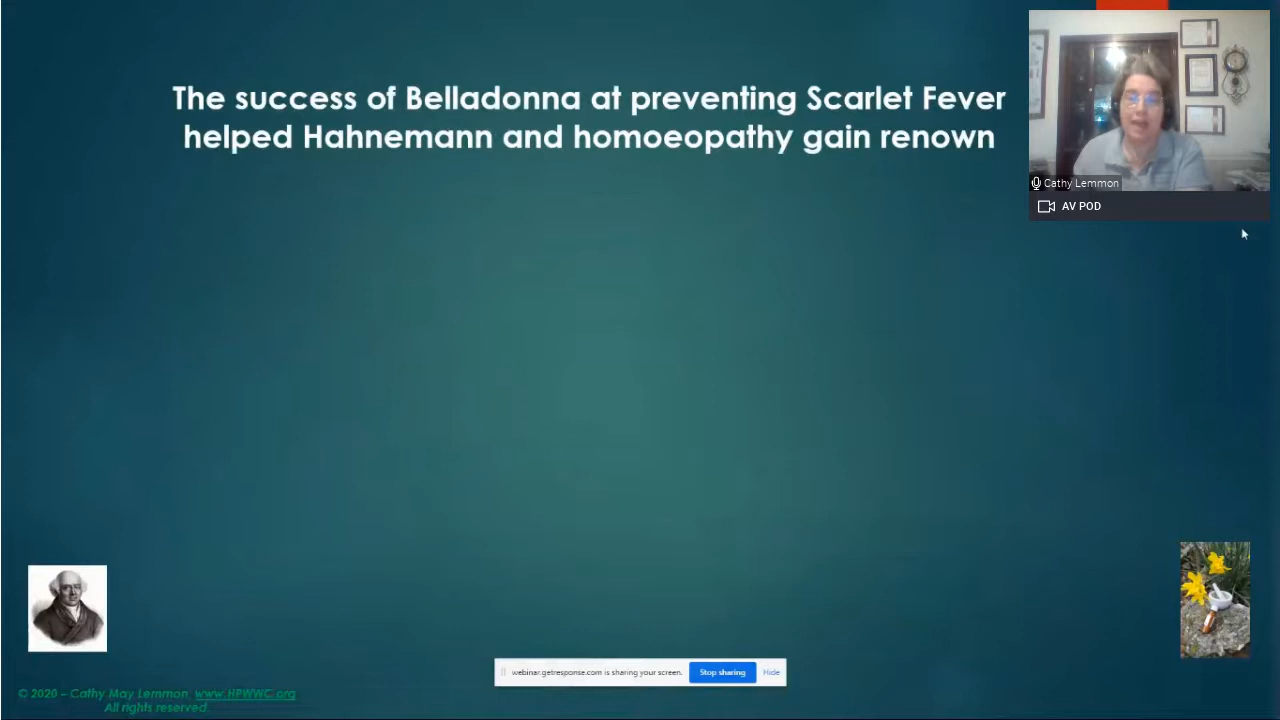 The success of Belladonna at preventing Scarlet Fever
helped Hahnemann and homoeopathy gain renown
Cathy Lemmon
AV POD
webinar.getresponse.com is sharing your screen.
Stop sharing
Hide
© 2020 – Cathy May Lemmon, www.HPWWC.org
All rights reserved.